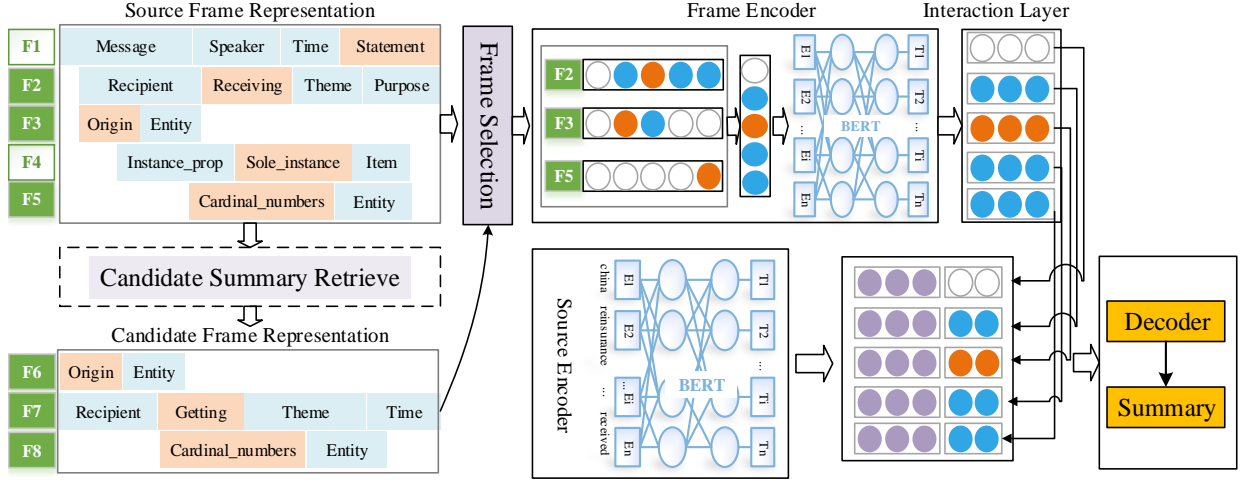 Source Frame Representation
F1
Message Speaker Time Statement
F2
Recipient Receiving Theme Purpose
F3
Origin Entity
F4
Instance_prop Sole_instance Item
F5
Cardinal_numbers Entity
Candidate Summary Retrieve
Candidate Frame Representation
F6
Origin Entity
F7
Recipient Getting Theme Time
F8
Cardinal_numbers Entity
Frame Selection
Frame Encoder
F2
F3
F5
E1
E2
... Ei
En
BERT
T1
T2
...
Ti
Tn
Interaction Layer
Source Encoder
china
reinsurance
...
received
E1
E2
... Ei
En
BERT
T1
T2
...
Ti
Tn
Decoder
Summary